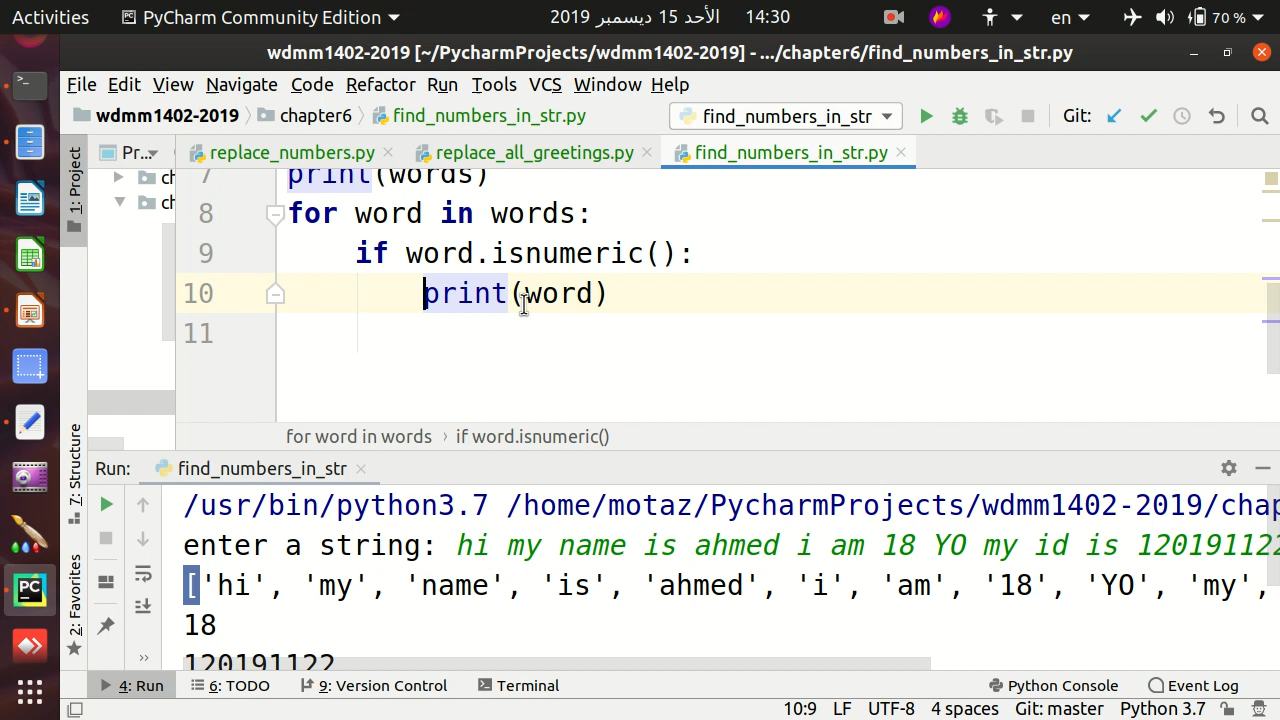 Activities PyCharm Community Edition 2019 الأحد 15 ديسمبر 14:30 en 70 %
wdmm1402-2019 [~/PycharmProjects/wdmm1402-2019] - .../chapter6/find_numbers_in_str.py
File Edit View Navigate Code Refactor Run Tools VCS Window Help
wdmm1402-2019 chapter6 find_numbers_in_str.py find_numbers_in_str Git:
1: Project
Pr... replace_numbers.py replace_all_greetings.py find_numbers_in_str.py
ch
ch
7 print(words)
8 for word in words:
9 if word.isnumeric():
10 print(word)
11
for word in words › if word.isnumeric()
7: Structure
2: Favorites
Run: find_numbers_in_str
/usr/bin/python3.7 /home/motaz/PycharmProjects/wdmm1402-2019/chap
enter a string: hi my name is ahmed i am 18 YO my id is 120191122
['hi', 'my', 'name', 'is', 'ahmed', 'i', 'am', '18', 'YO', 'my',
18
120191122
4: Run 6: TODO 9: Version Control Terminal Python Console Event Log
10:9 LF UTF-8 4 spaces Git: master Python 3.7